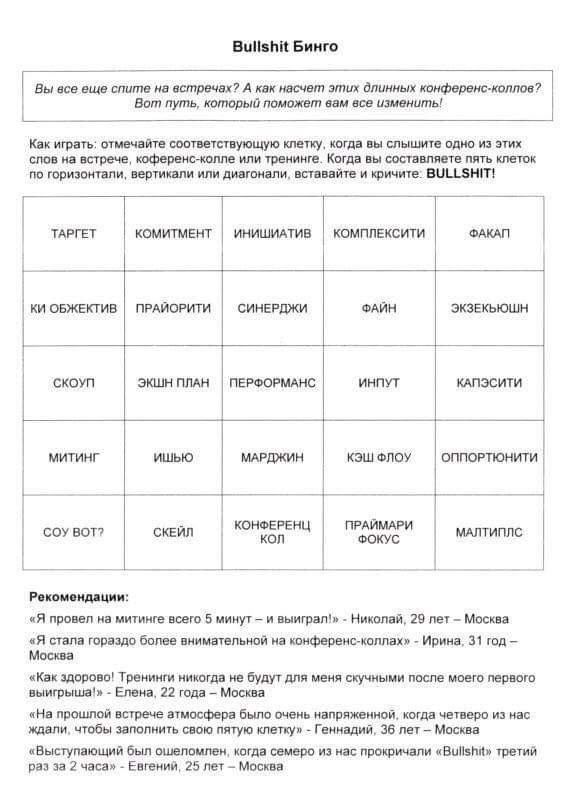 Bullshit Бинго
Вы все еще спите на встречах? А как насчет этих длинных конференс-коллов?
Вот путь, который поможет вам все изменить!
Как играть: отмечайте соответствующую клетку, когда вы слышите одно из этих
слов на встрече, коференс-колле или тренинге. Когда вы составляете пять клеток
по горизонтали, вертикали или диагонали, вставайте и кричите: BULLSHIT!
ТАРГЕТ КОМИТМЕНТ ИНИШИАТИВ КОМПЛЕКСИТИ ФАКАП
КИ ОБЖЕКТИВ ПРАЙОРИТИ СИНЕРДЖИ ФАЙН ЭКЗЕКЬЮШН
СКОУП ЭКШН ПЛАН ПЕРФОРМАНС ИНПУТ КАПЭСИТИ
МИТИНГ ИШЬЮ МАРДЖИН КЭШ ФЛОУ ОППОРТЮНИТИ
СОУ ВОТ? СКЕЙЛ КОНФЕРЕНЦ КОЛ ПРАЙМАРИ ФОКУС МАЛТИПЛС
Рекомендации:
«Я провел на митинге всего 5 минут – и выиграл!» - Николай, 29 лет – Москва
«Я стала гораздо более внимательной на конференс-коллах» - Ирина, 31 год –
Москва
«Как здорово! Тренинги никогда не будут для меня скучными после моего первого
выигрыша!» - Елена, 22 года – Москва
«На прошлой встрече атмосфера было очень напряженной, когда четверо из нас
ждали, чтобы заполнить свою пятую клетку» - Геннадий, 36 лет – Москва
«Выступающий был ошеломлен, когда семеро из нас прокричали «Bullshit» третий
раз за 2 часа» - Евгений, 25 лет – Москва